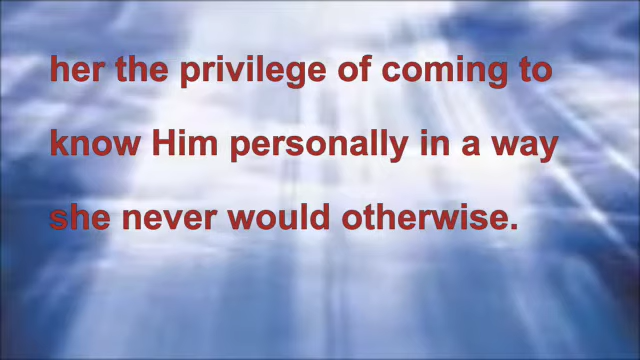 her the privilege of coming to
know Him personally in a way
she never would otherwise.